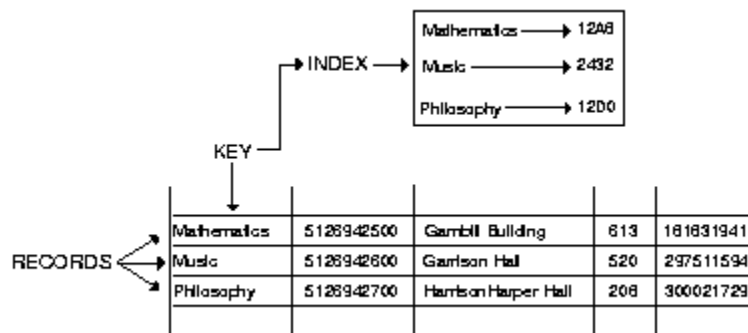 Mathematics 12A6
INDEX Music 2432
Philosophy 12D0
KEY
Mathematics 5126942500 Gambill Building 613 161631941
RECORDS Music 5126942600 Garrison Hall 520 297511594
Philosophy 5126942700 Harrison Harper Hall 206 300021729